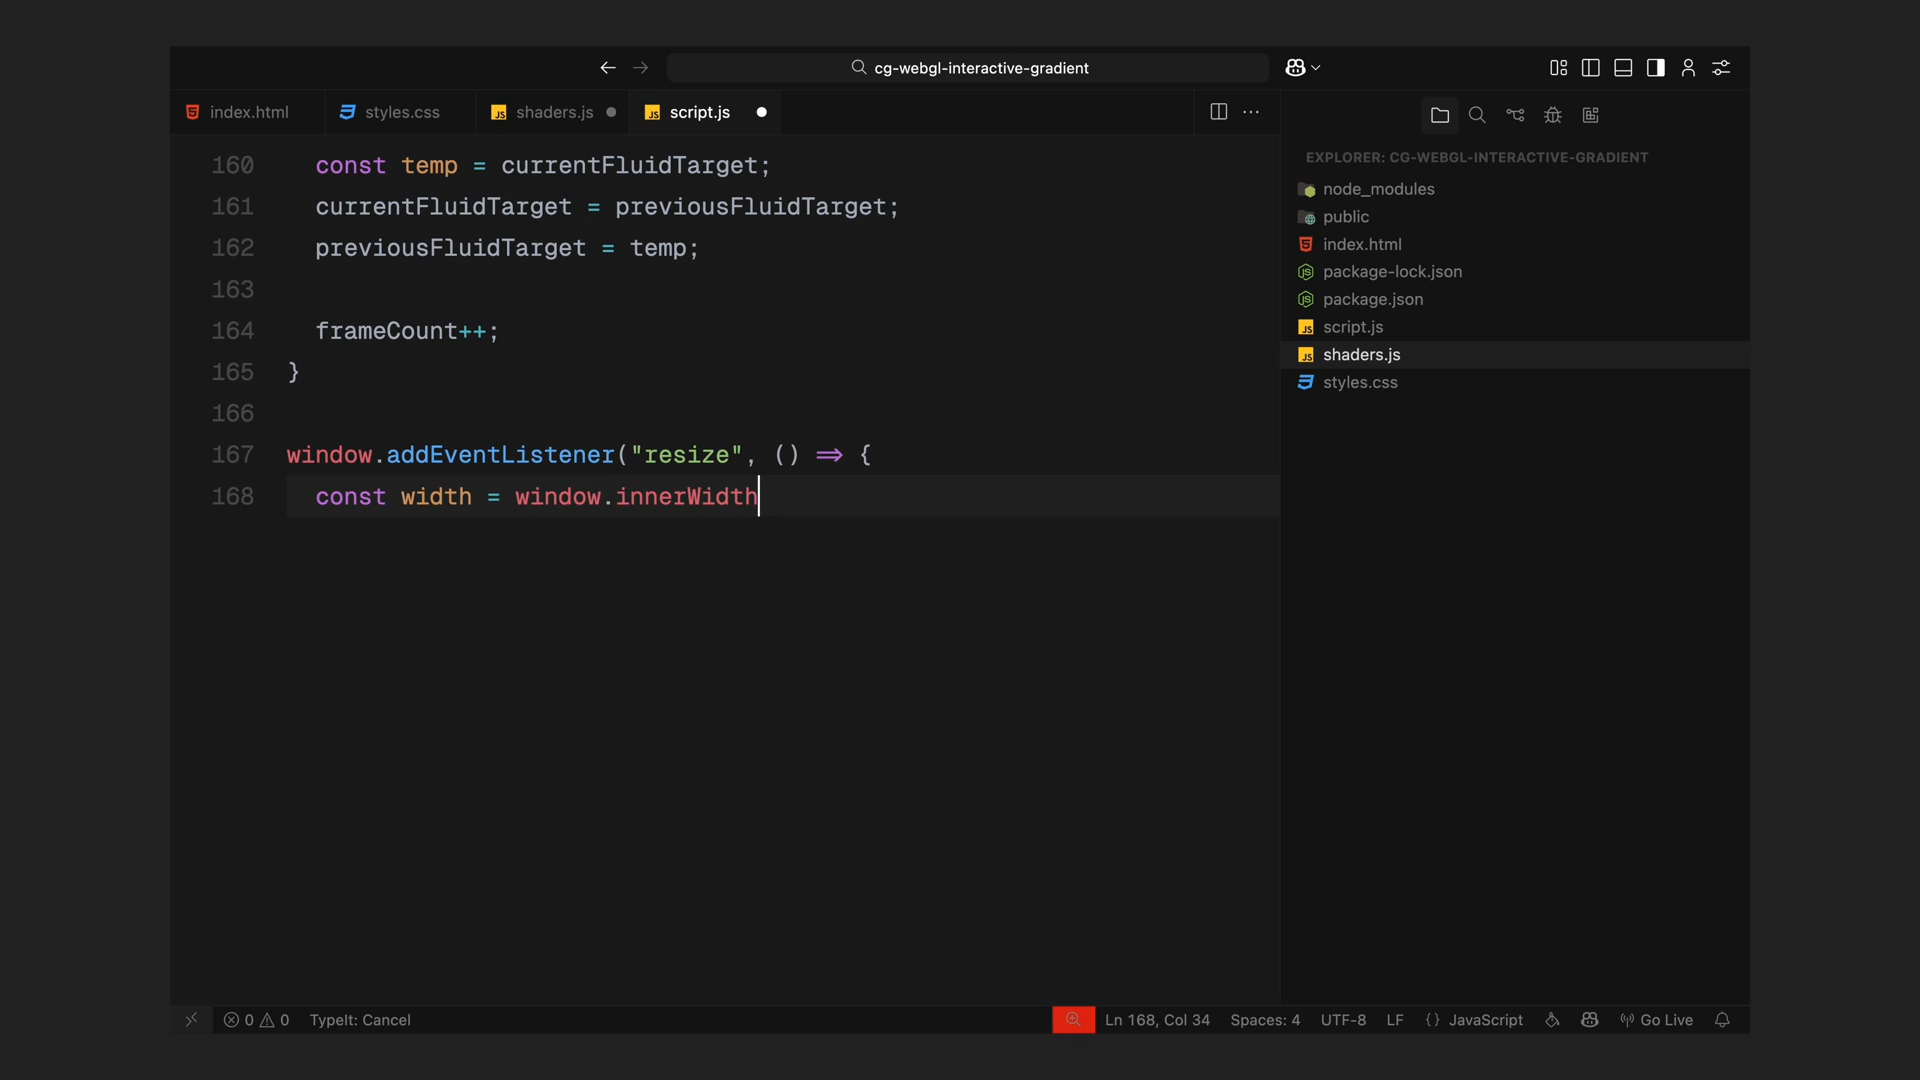 cg-webgl-interactive-gradient
index.html
styles.css
shaders.js
script.js
160 const temp = currentFluidTarget;
161 currentFluidTarget = previousFluidTarget;
162 previousFluidTarget = temp;
163
164 frameCount++;
165 }
166
167 window.addEventListener("resize", () => {
168 const width = window.innerWidth
EXPLORER: CG-WEBGL-INTERACTIVE-GRADIENT
node_modules
public
index.html
package-lock.json
package.json
script.js
shaders.js
styles.css
0 0 TypeIt: Cancel Ln 168, Col 34 Spaces: 4 UTF-8 LF {} JavaScript Go Live